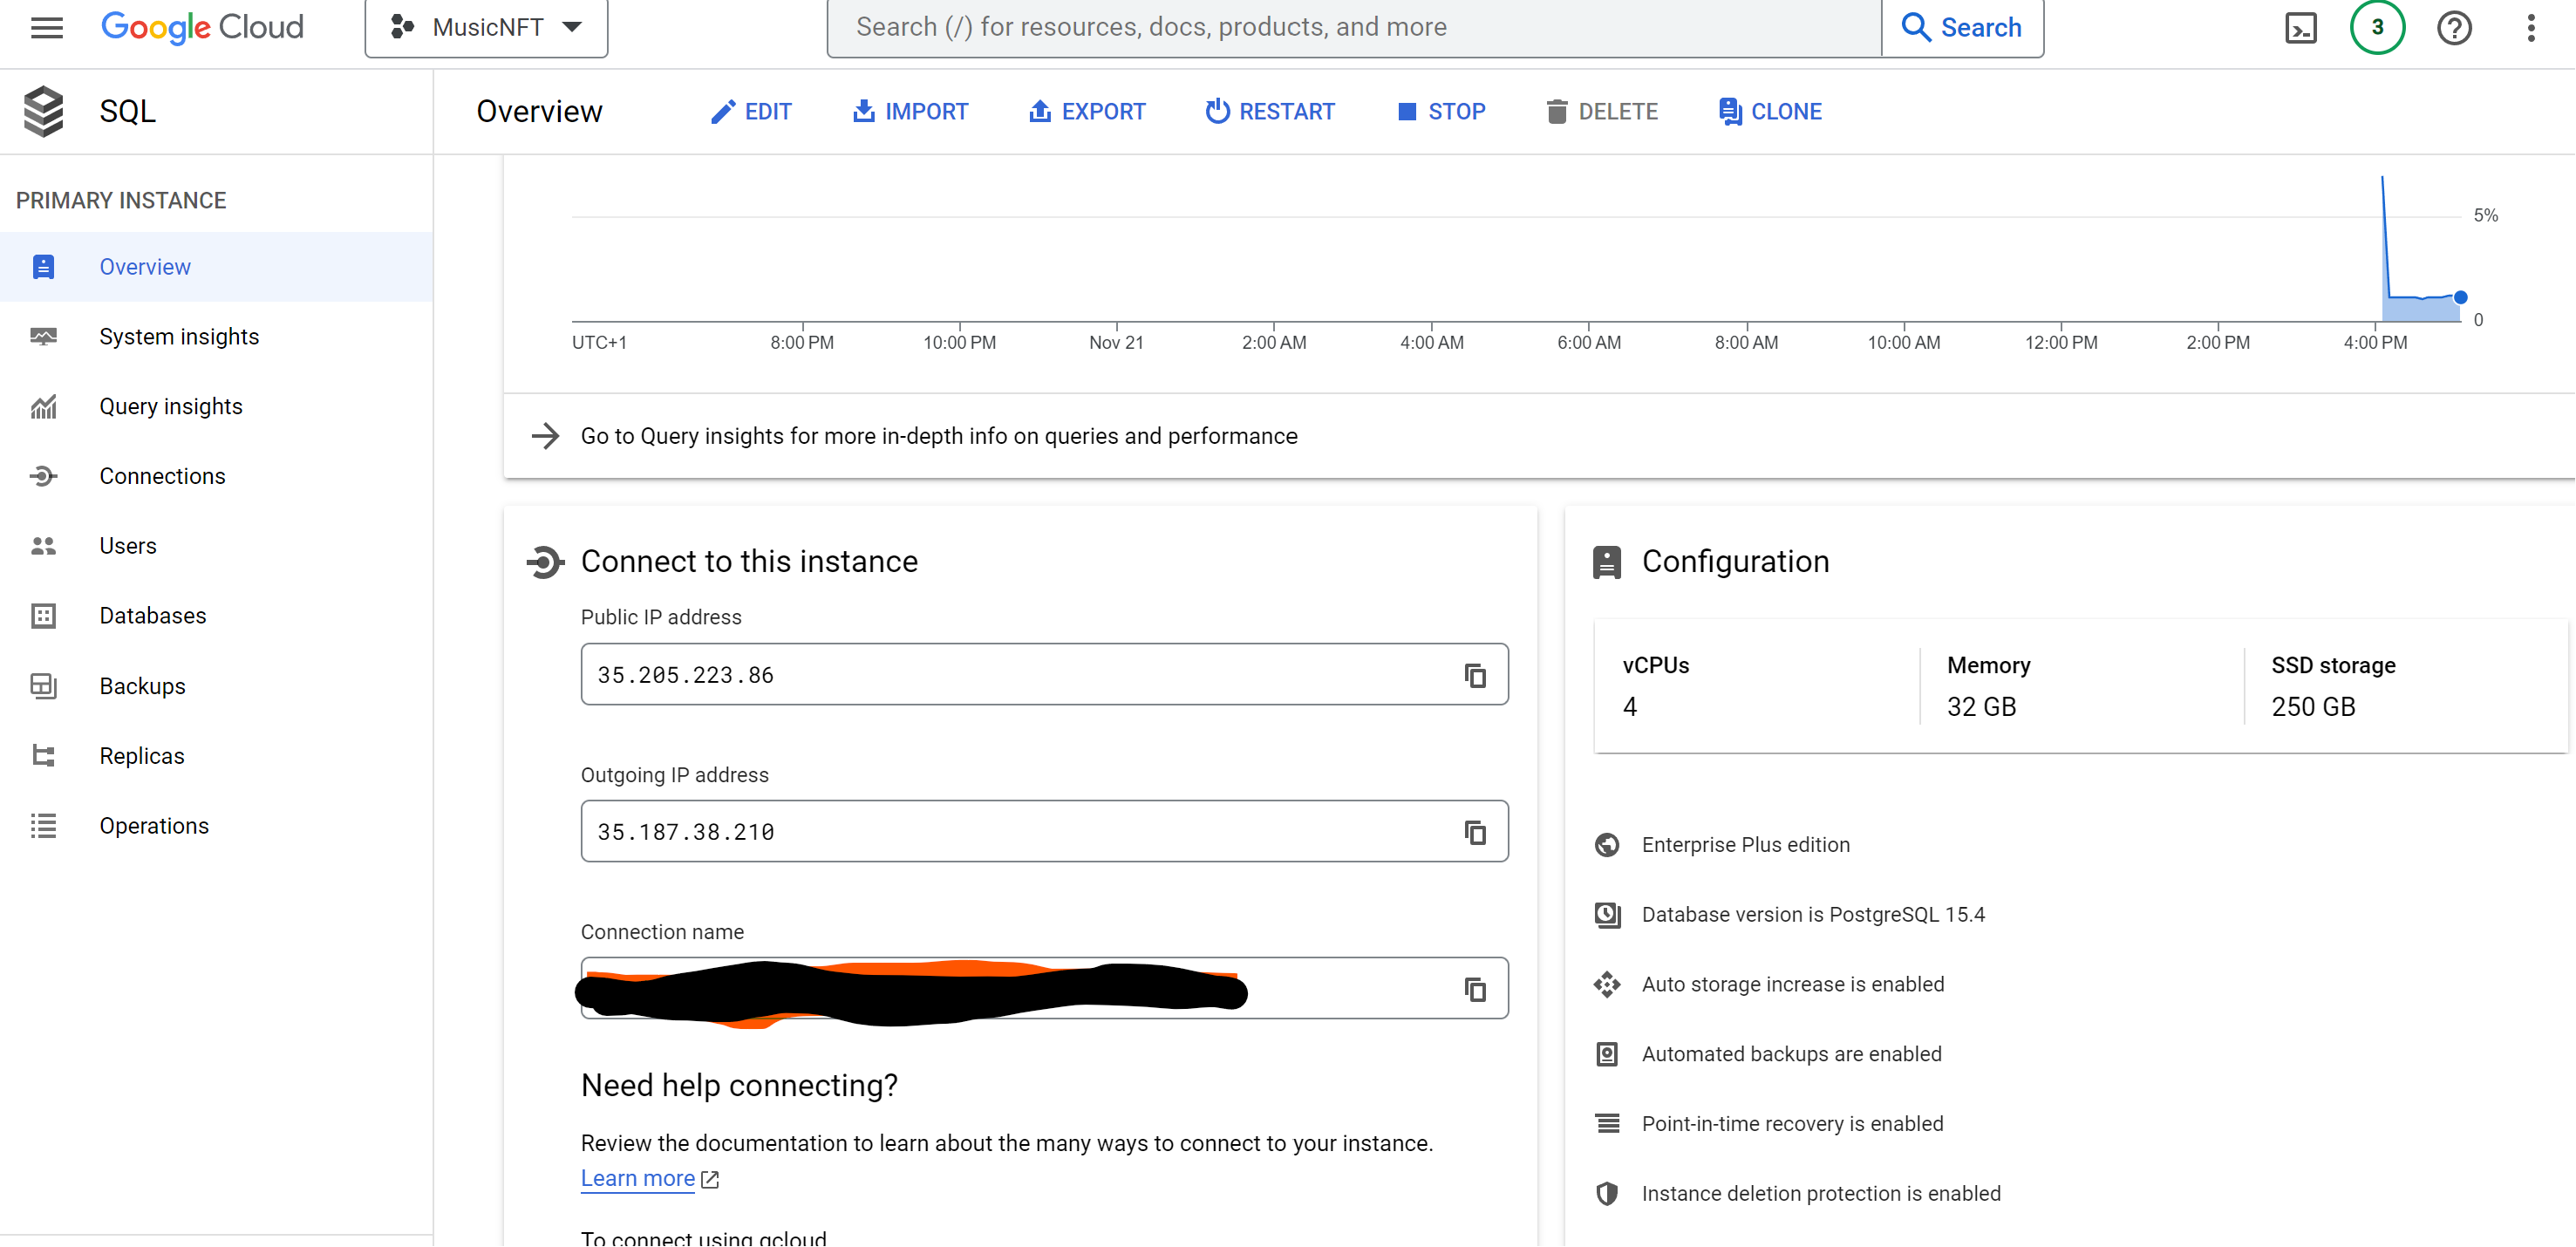 Google Cloud
MusicNFT
Search (/) for resources, docs, products, and more
Search
3
SQL
Overview
EDIT
IMPORT
EXPORT
RESTART
STOP
DELETE
CLONE
PRIMARY INSTANCE
Overview
System insights
Query insights
Connections
Users
Databases
Backups
Replicas
Operations
5%
0
UTC+1 8:00 PM 10:00 PM Nov 21 2:00 AM 4:00 AM 6:00 AM 8:00 AM 10:00 AM 12:00 PM 2:00 PM 4:00 PM
Go to Query insights for more in-depth info on queries and performance
Connect to this instance
Public IP address
35.205.223.86
Outgoing IP address
35.187.38.210
Connection name
Need help connecting?
Review the documentation to learn about the many ways to connect to your instance.
Learn more
To connect using gcloud
Configuration
vCPUs
4
Memory
32 GB
SSD storage
250 GB
Enterprise Plus edition
Database version is PostgreSQL 15.4
Auto storage increase is enabled
Automated backups are enabled
Point-in-time recovery is enabled
Instance deletion protection is enabled